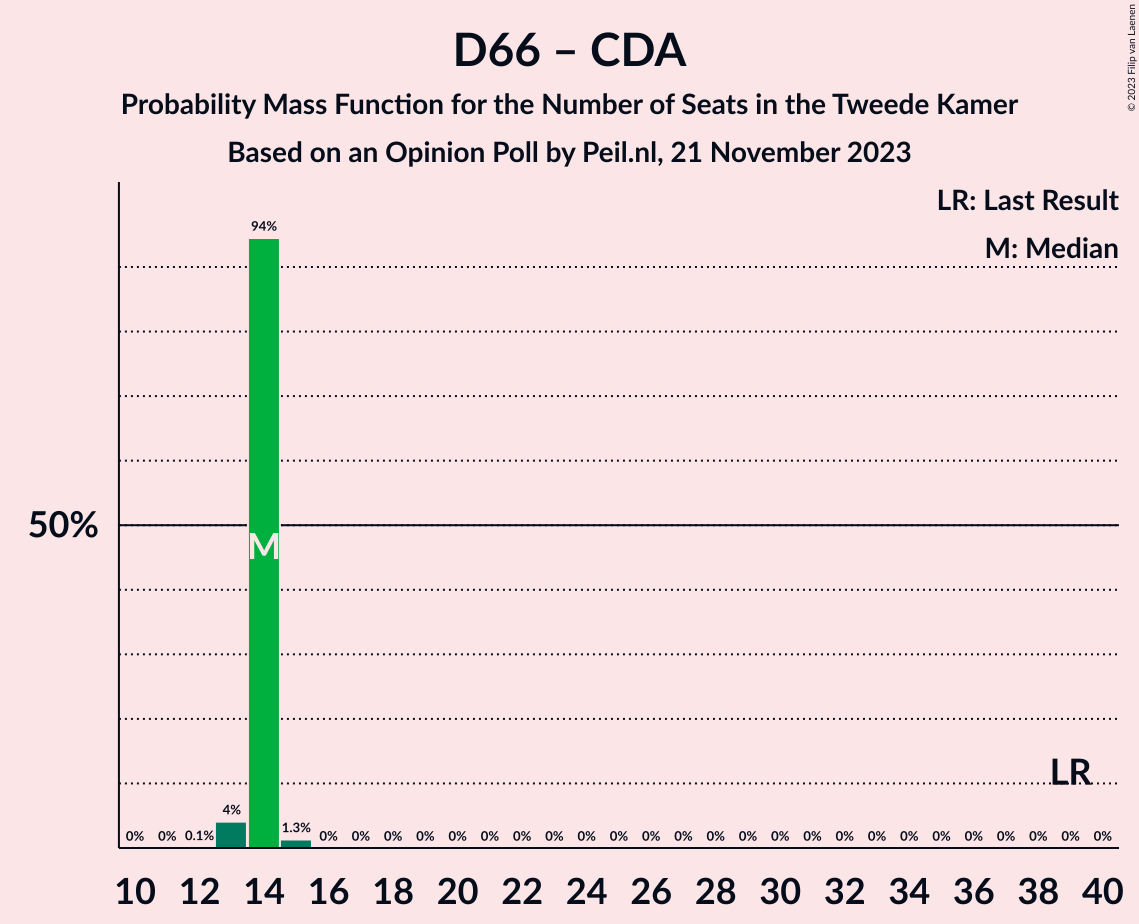 D66 – CDA
Probability Mass Function for the Number of Seats in the Tweede Kamer
Based on an Opinion Poll by Peil.nl, 21 November 2023
© 2023 Filip van Laenen
LR: Last Result
M: Median
94%
50%
M
LR
0% 0% 0.1% 4% 1.3% 0% 0% 0% 0% 0% 0% 0% 0% 0% 0% 0% 0% 0% 0% 0% 0% 0% 0% 0% 0% 0% 0% 0% 0% 0%
10 12 14 16 18 20 22 24 26 28 30 32 34 36 38 40